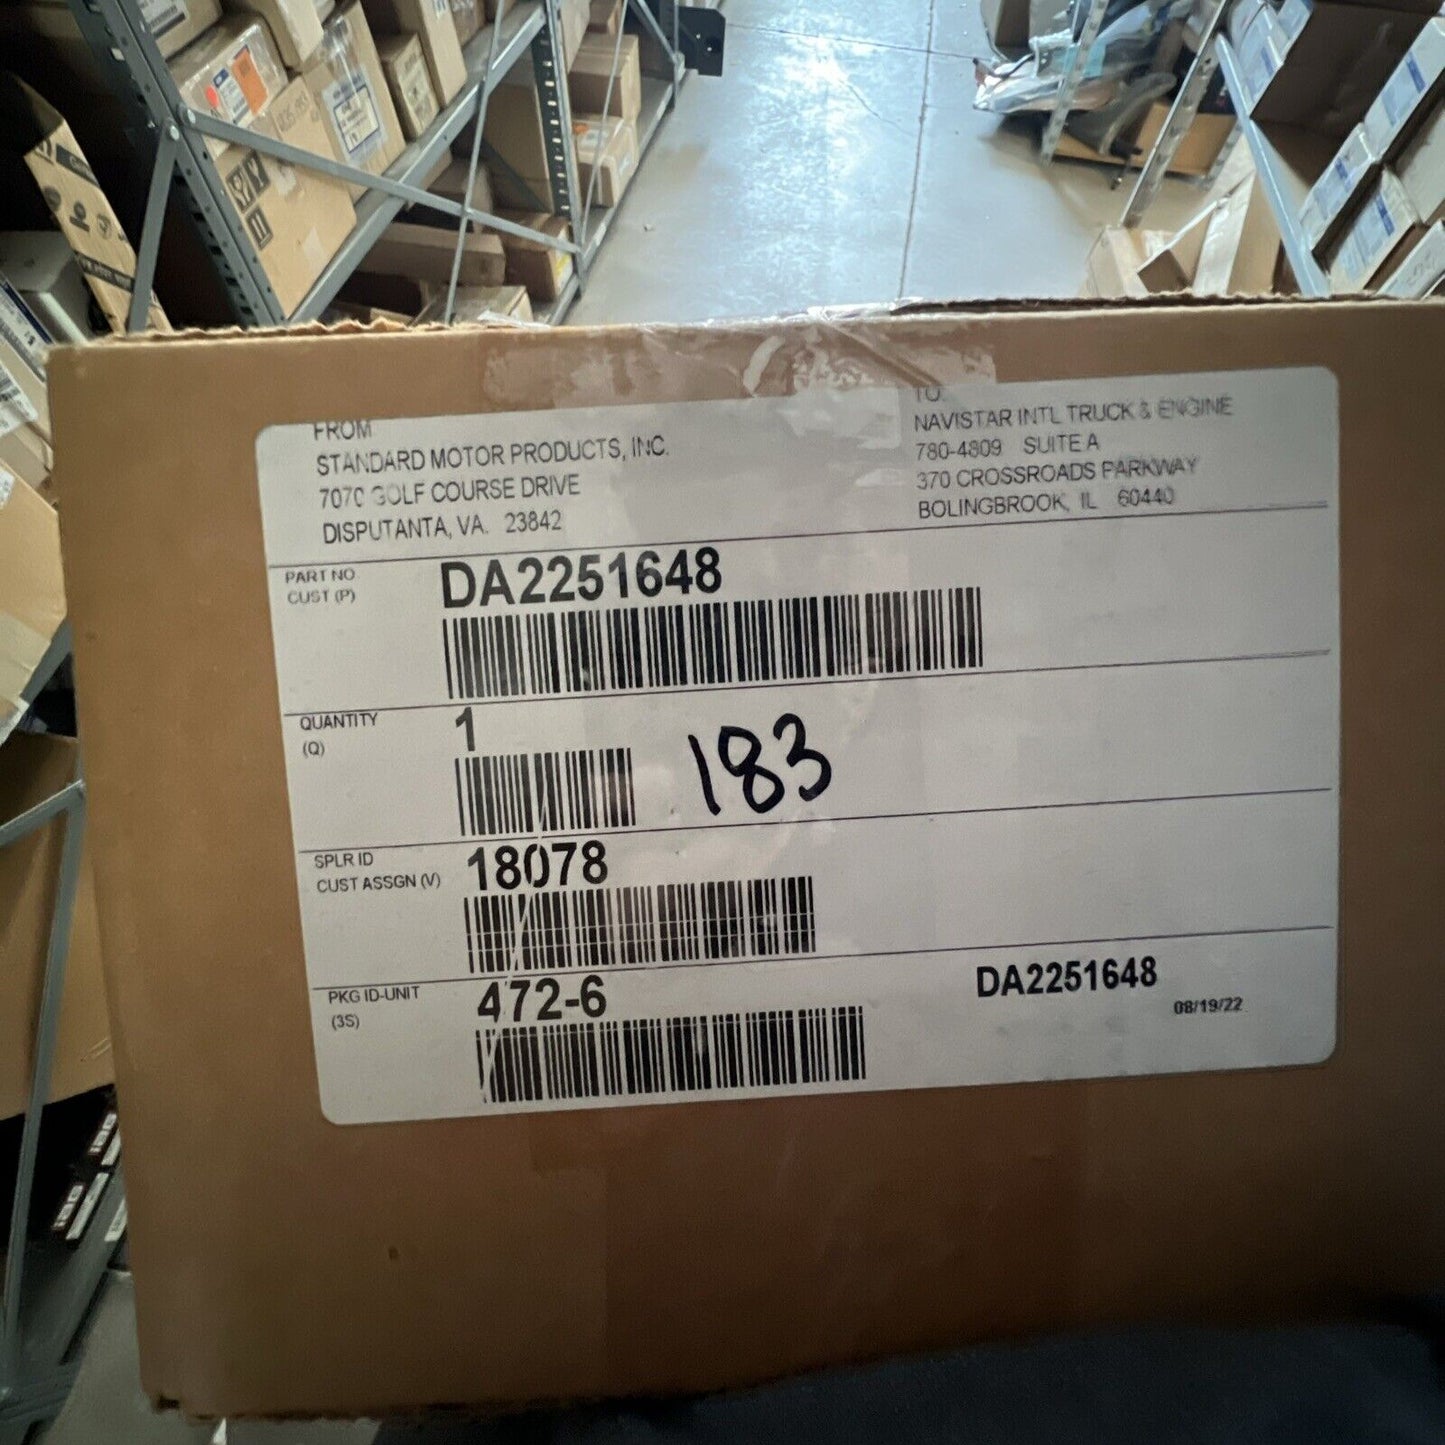 FROM
STANDARD MOTOR PRODUCTS, INC.
7070 GOLF COURSE DRIVE
DISPUTANTA, VA. 23842
TO:
NAVISTAR INTL TRUCK & ENGINE
780-4809 SUITE A
370 CROSSROADS PARKWAY
BOLINGBROOK, IL 60440
PART NO
CUST (P)
DA2251648
QUANTITY
(Q)
1
183
SPLR ID
CUST ASSGN (V)
18078
PKG ID-UNIT
(3S)
472-6
DA2251648
08/19/22